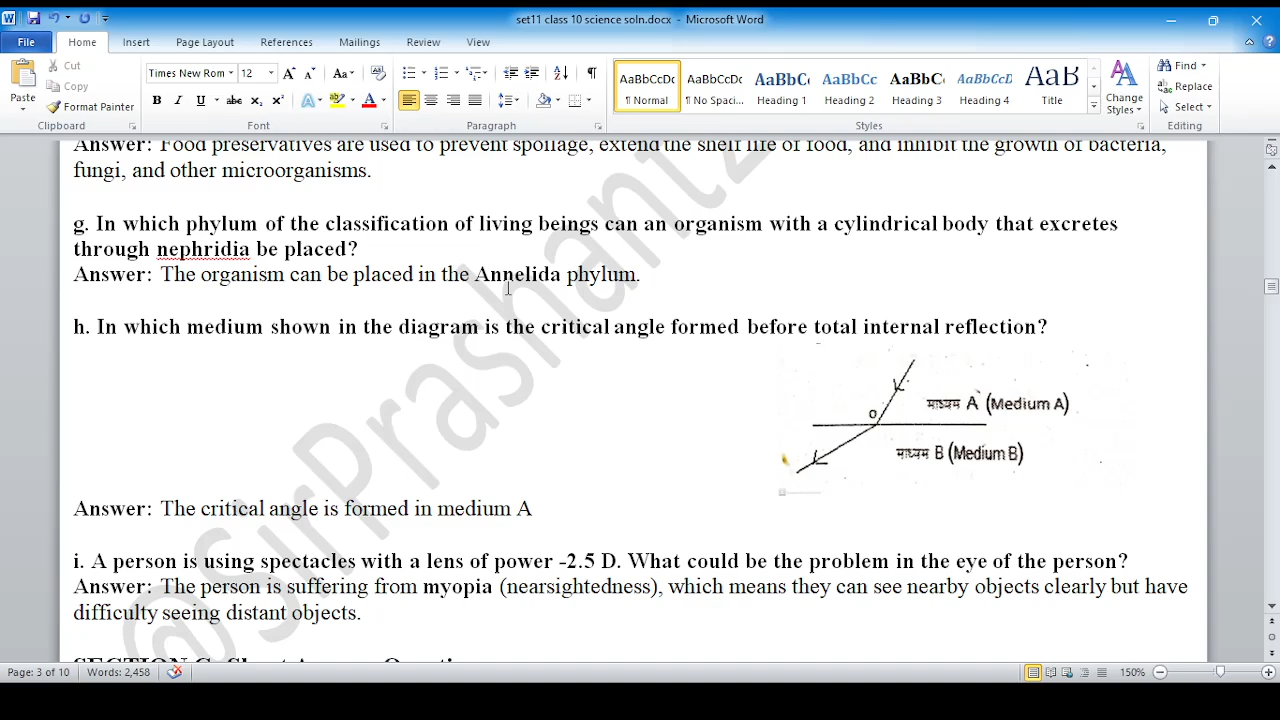 set11 class 10 science soln.docx - Microsoft Word
File Home Insert Page Layout References Mailings Review View
Paste Cut Copy Format Painter
Times New Rom 12
AaBbCcDc AaBbCcDc AaBbC AaBbCc AaBbC AaBbCcD AaB
¶ Normal ¶ No Spaci... Heading 1 Heading 2 Heading 3 Heading 4 Title
Change Styles
Find Replace Select
Clipboard Font Paragraph Styles Editing
Answer: Food preservatives are used to prevent spoilage, extend the shelf life of food, and inhibit the growth of bacteria,
fungi, and other microorganisms.
g. In which phylum of the classification of living beings can an organism with a cylindrical body that excretes
through nephridia be placed?
Answer: The organism can be placed in the Annelida phylum.
h. In which medium shown in the diagram is the critical angle formed before total internal reflection?
माध्यम A (Medium A)
o
माध्यम B (Medium B)
Answer: The critical angle is formed in medium A
i. A person is using spectacles with a lens of power -2.5 D. What could be the problem in the eye of the person?
Answer: The person is suffering from myopia (nearsightedness), which means they can see nearby objects clearly but have
difficulty seeing distant objects.
@SirPrashant
Page: 3 of 10 Words: 2,458 150%